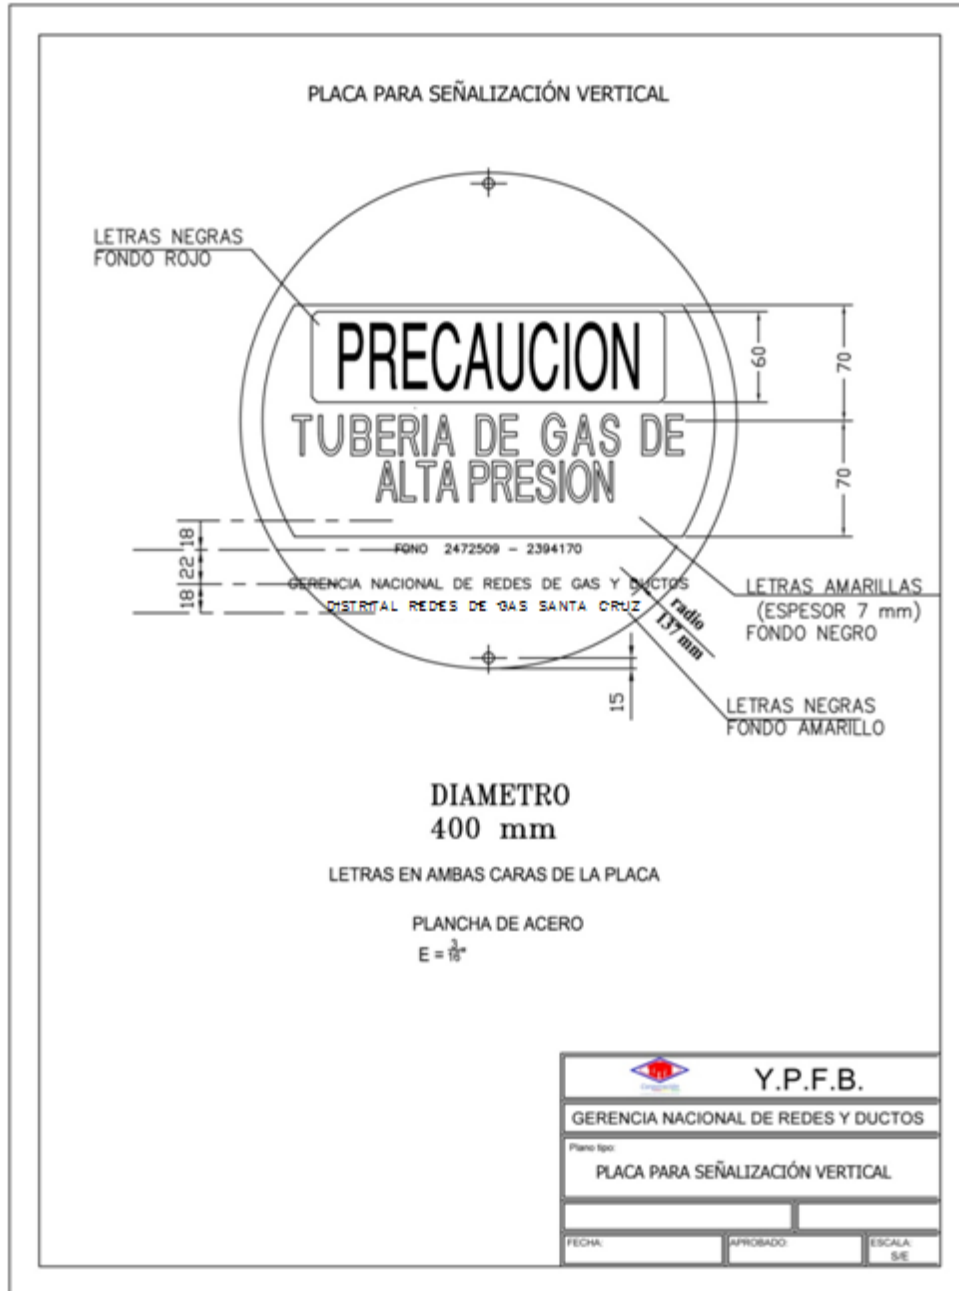 PLACA PARA SEÑALIZACIÓN VERTICAL
LETRAS NEGRAS
FONDO ROJO
PRECAUCION
60
70
TUBERIA DE GAS DE
ALTA PRESION
70
18
22
18
FONO 2472509 - 2394170
GERENCIA NACIONAL DE REDES DE GAS Y DUCTOS
DISTRITAL REDES DE GAS SANTA CRUZ
radio
137 mm
LETRAS AMARILLAS
(ESPESOR 7 mm)
FONDO NEGRO
15
LETRAS NEGRAS
FONDO AMARILLO
DIAMETRO
400 mm
LETRAS EN AMBAS CARAS DE LA PLACA
PLANCHA DE ACERO
E = 3/16"
Y.P.F.B.
GERENCIA NACIONAL DE REDES Y DUCTOS
Plano tipo:
PLACA PARA SEÑALIZACIÓN VERTICAL
FECHA:
APROBADO:
ESCALA:
S/E